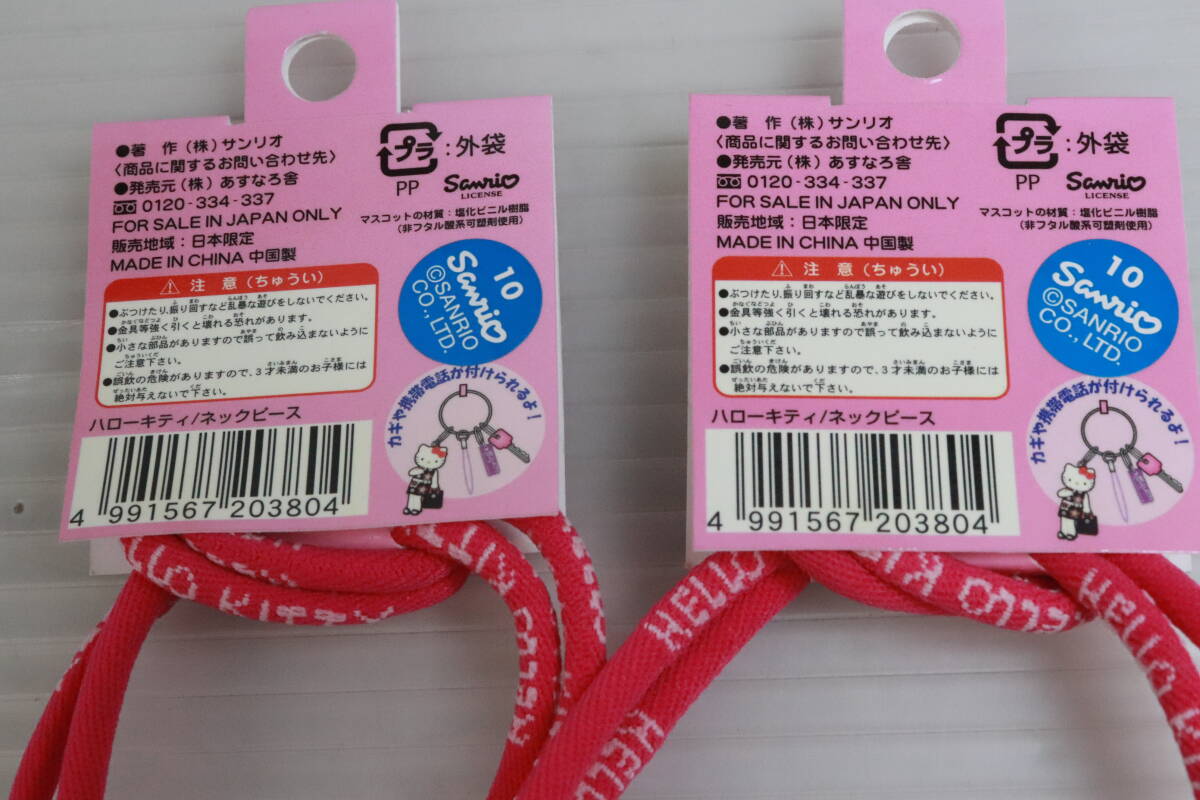 ●著　作（株）サンリオ
〈商品に関するお問い合わせ先〉
●発売元（株）あすなろ舎
0120-334-337
FOR SALE IN JAPAN ONLY
販売地域：日本限定
MADE IN CHINA 中国製
プラ：外袋
PP
Sanrio
LICENSE
マスコットの材質：塩化ビニル樹脂
（非フタル酸系可塑剤使用）
⚠ 注意（ちゅうい）
●ぶつけたり、振り回すなど乱暴な遊びをしないでください。
●金具等強く引くと壊れる恐れがあります。
●小さな部品がありますので誤って飲み込まないように
ご注意下さい。
●誤飲の危険がありますので、3才未満のお子様には
絶対与えないで下さい。
10
Sanrio
©SANRIO
CO., LTD.
ハローキティ/ネックピース
カギや携帯電話が付けられるよ！
4 991567 203804
●著　作（株）サンリオ
〈商品に関するお問い合わせ先〉
●発売元（株）あすなろ舎
0120-334-337
FOR SALE IN JAPAN ONLY
販売地域：日本限定
MADE IN CHINA 中国製
プラ：外袋
PP
Sanrio
LICENSE
マスコットの材質：塩化ビニル樹脂
（非フタル酸系可塑剤使用）
⚠ 注意（ちゅうい）
●ぶつけたり、振り回すなど乱暴な遊びをしないでください。
●金具等強く引くと壊れる恐れがあります。
●小さな部品がありますので誤って飲み込まないように
ご注意下さい。
●誤飲の危険がありますので、3才未満のお子様には
絶対与えないで下さい。
10
Sanrio
©SANRIO
CO., LTD.
ハローキティ/ネックピース
カギや携帯電話が付けられるよ！
4 991567 203804
KITTY
HELLO
HELLO
HELLO